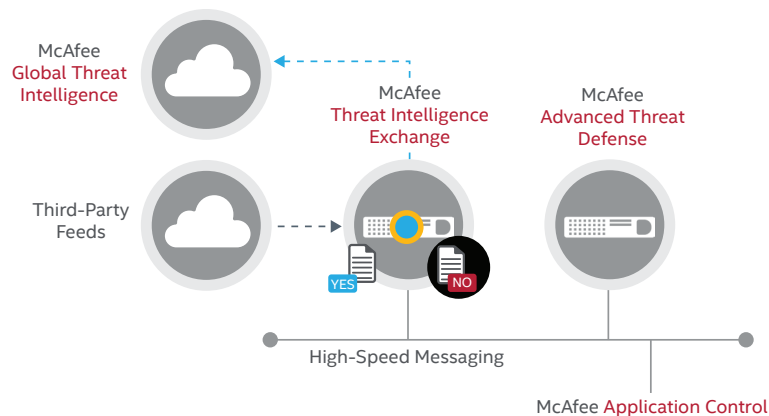 McAfee
Global Threat
Intelligence
McAfee
Threat Intelligence
Exchange
McAfee
Advanced Threat
Defense
Third-Party
Feeds
YES
NO
High-Speed Messaging
McAfee Application Control